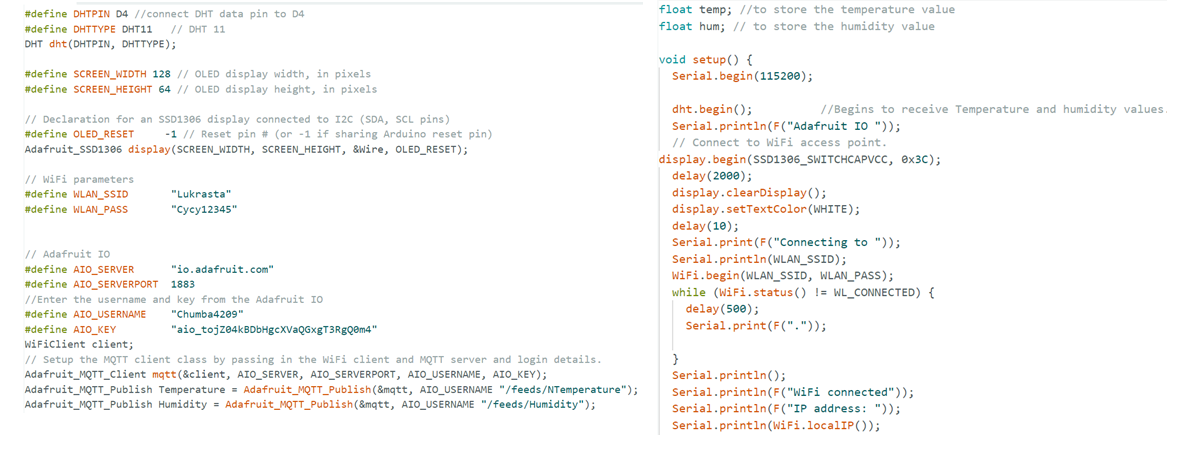 #define DHTPIN D4 //connect DHT data pin to D4
#define DHTTYPE DHT11 // DHT 11
DHT dht(DHTPIN, DHTTYPE);
#define SCREEN_WIDTH 128 // OLED display width, in pixels
#define SCREEN_HEIGHT 64 // OLED display height, in pixels
// Declaration for an SSD1306 display connected to I2C (SDA, SCL pins)
#define OLED_RESET -1 // Reset pin # (or -1 if sharing Arduino reset pin)
Adafruit_SSD1306 display(SCREEN_WIDTH, SCREEN_HEIGHT, &Wire, OLED_RESET);
// WiFi parameters
#define WLAN_SSID "Lukrasta"
#define WLAN_PASS "Cycy12345"
// Adafruit IO
#define AIO_SERVER "io.adafruit.com"
#define AIO_SERVERPORT 1883
//Enter the username and key from the Adafruit IO
#define AIO_USERNAME "Chumba4209"
#define AIO_KEY "aio_tojZ04kBDbHgcXVaQGxgT3RgQ0m4"
WiFiClient client;
// Setup the MQTT client class by passing in the WiFi client and MQTT server and login details.
Adafruit_MQTT_Client mqtt(&client, AIO_SERVER, AIO_SERVERPORT, AIO_USERNAME, AIO_KEY);
Adafruit_MQTT_Publish Temperature = Adafruit_MQTT_Publish(&mqtt, AIO_USERNAME "/feeds/NTemperature");
Adafruit_MQTT_Publish Humidity = Adafruit_MQTT_Publish(&mqtt, AIO_USERNAME "/feeds/Humidity");
float temp; //to store the temperature value
float hum; // to store the humidity value
void setup() {
Serial.begin(115200);
dht.begin(); //Begins to receive Temperature and humidity values.
Serial.println(F("Adafruit IO "));
// Connect to WiFi access point.
display.begin(SSD1306_SWITCHCAPVCC, 0x3C);
delay(2000);
display.clearDisplay();
display.setTextColor(WHITE);
delay(10);
Serial.print(F("Connecting to "));
Serial.println(WLAN_SSID);
WiFi.begin(WLAN_SSID, WLAN_PASS);
while (WiFi.status() != WL_CONNECTED) {
delay(500);
Serial.print(F("."));
}
Serial.println();
Serial.println(F("WiFi connected"));
Serial.println(F("IP address: "));
Serial.println(WiFi.localIP());